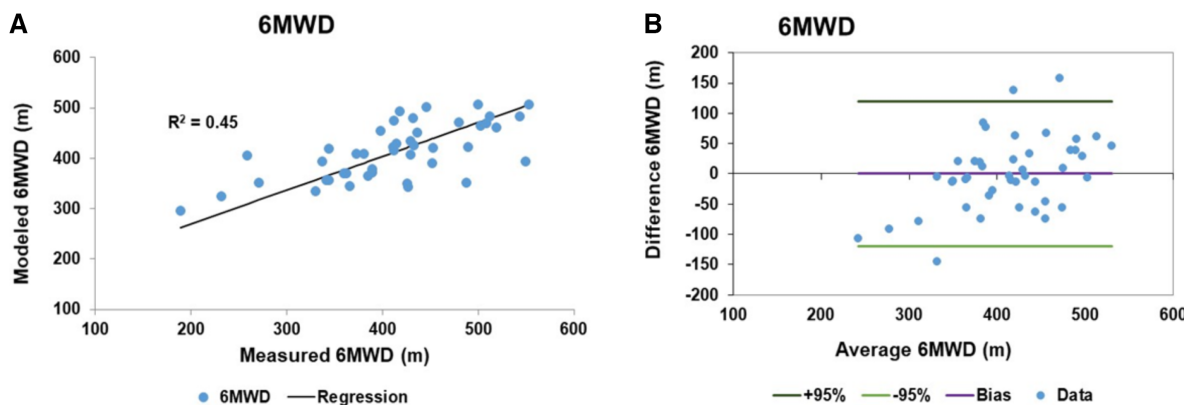 A
6MWD
600
500
400
300
200
100
R² = 0.45
Modeled 6MWD (m)
100 200 300 400 500 600
Measured 6MWD (m)
6MWD Regression
B
6MWD
200
150
100
50
0
-50
-100
-150
-200
Difference 6MWD (m)
100 200 300 400 500 600
Average 6MWD (m)
+95% -95% Bias Data